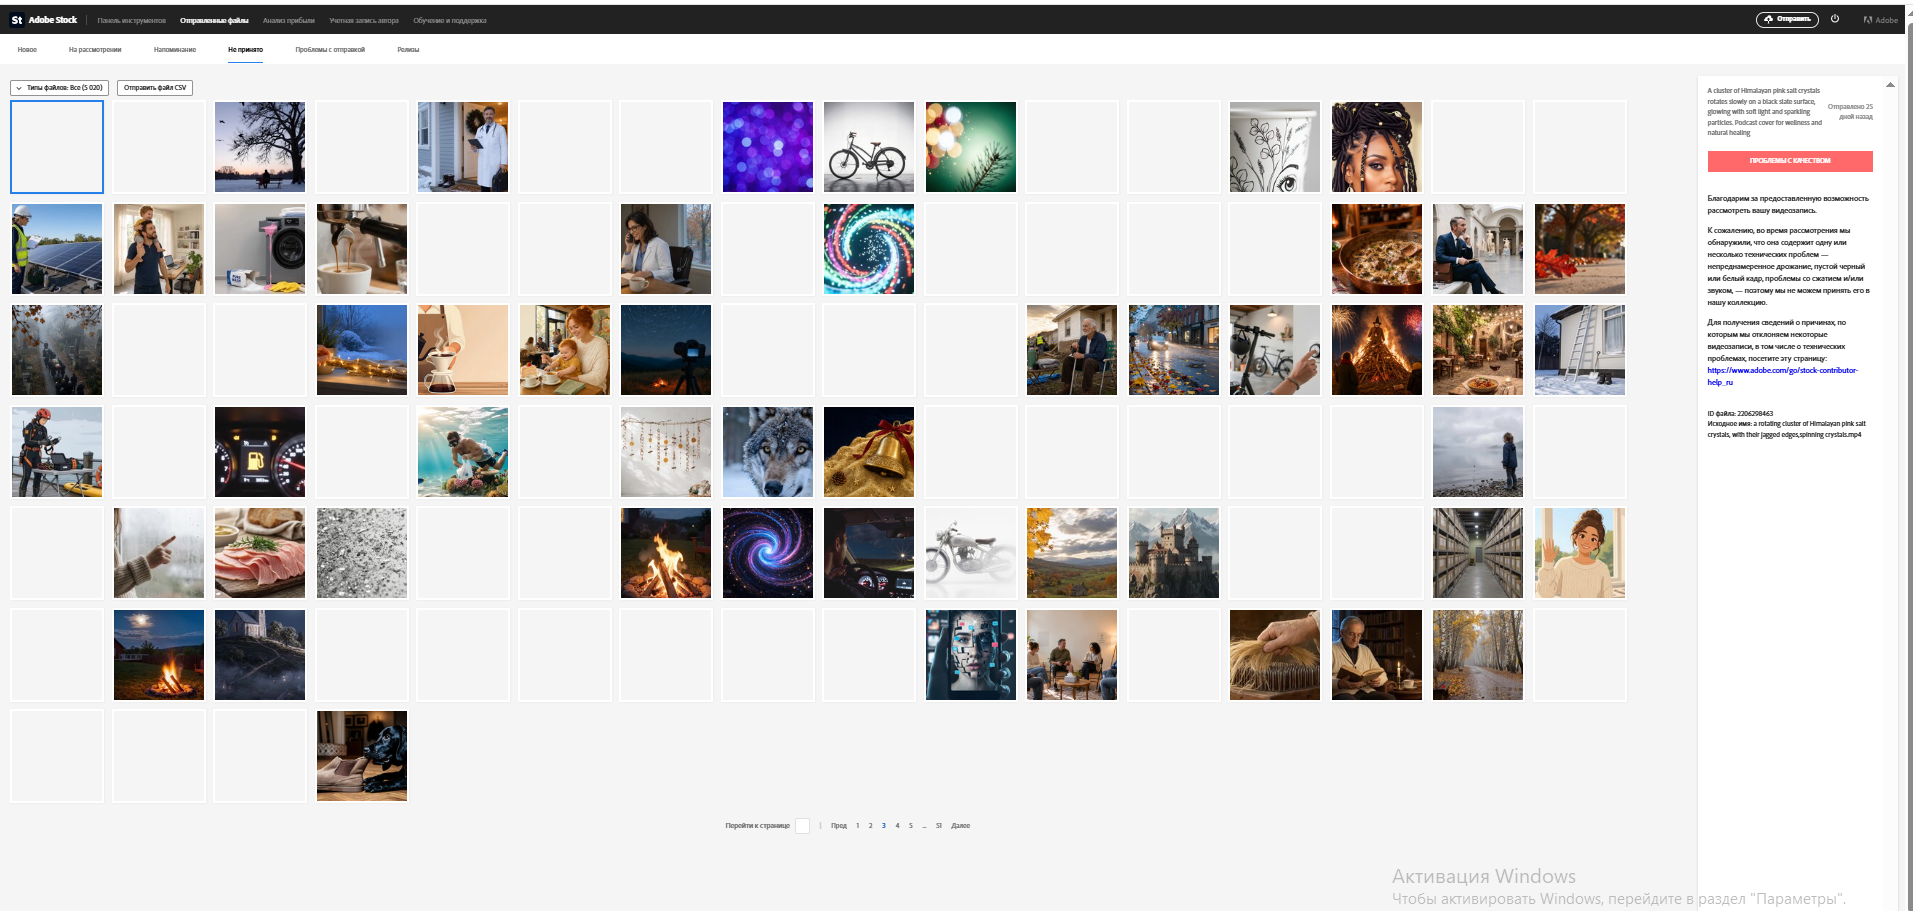 St Adobe Stock Панель инструментов Отправленные файлы Анализ прибыли Учетная запись автора Обучение и поддержка Отправить Adobe
Новое На рассмотрении Напоминание Не принято Проблемы с отправкой Релизы
Типы файлов: Все (5 020) Отправить файл CSV
A cluster of Himalayan pink salt crystals
rotates slowly on a black slate surface,
glowing with soft light and sparkling
particles. Podcast cover for wellness and
natural healing
Отправлено 25
дней назад
ПРОБЛЕМЫ С КАЧЕСТВОМ
Благодарим за предоставленную возможность
рассмотреть вашу видеозапись.
К сожалению, во время рассмотрения мы
обнаружили, что она содержит одну или
несколько технических проблем —
непреднамеренное дрожание, пустой черный
или белый кадр, проблемы со сжатием и/или
звуком, — поэтому мы не можем принять его в
нашу коллекцию.
Для получения сведений о причинах, по
которым мы отклоняем некоторые
видеозаписи, в том числе о технических
проблемах, посетите эту страницу:
https://www.adobe.com/go/stock-contributor-
help_ru
ID файла: 2206298463
Исходное имя: a rotating cluster of Himalayan pink salt
crystals, with their jagged edges,spinning crystals.mp4
Перейти к странице | Пред 1 2 3 4 5 ... 51 Далее
Активация Windows
Чтобы активировать Windows, перейдите в раздел "Параметры".